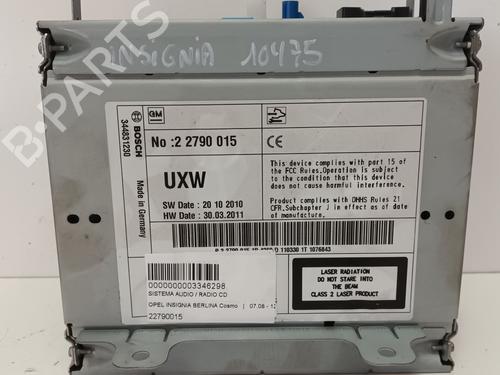 INSIGNIA 10475
B-PARTS
BOSCH
344831230
Made in Germany
GM
No :2 2790 015
CE
UXW
SW Date : 20 10 2010
HW Date : 30.03.2011
This device complies with part 15 of
the FCC Rules.Operation is subject
to the condition that this device
does not cause harmful interference.
Product complies with DHHS Rules 21
CFR,Subchapter J in effect as of date
of manufacture.
LASER RADIATION
DO NOT STARE INTO
THE BEAM
CLASS 2 LASER PRODUCT
0000000003346298
SISTEMA AUDIO / RADIO CD
OPEL INSIGNIA BERLINA Cosmo | 07.08 - 
22790015